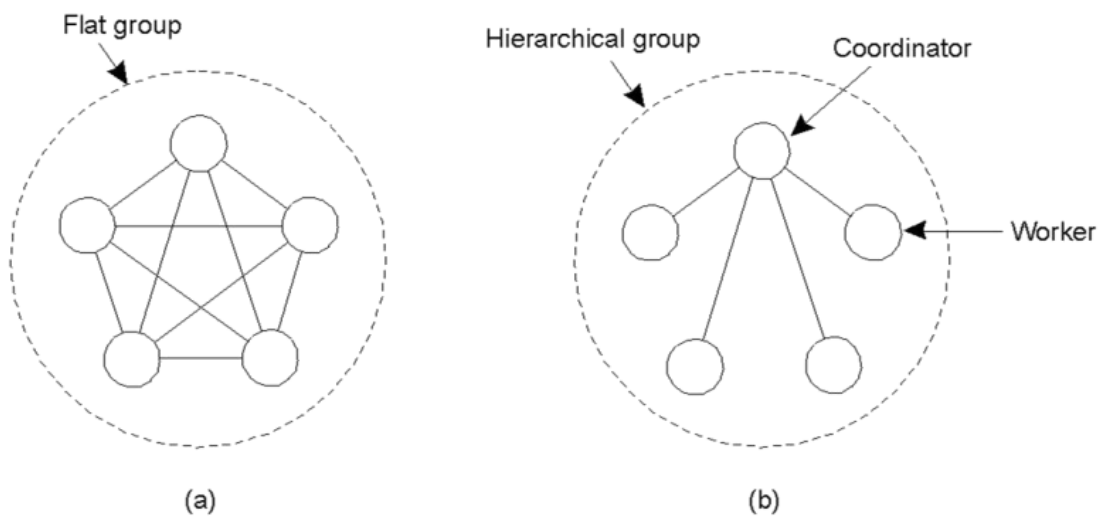 Flat group
Hierarchical group
Coordinator
Worker
(a)
(b)